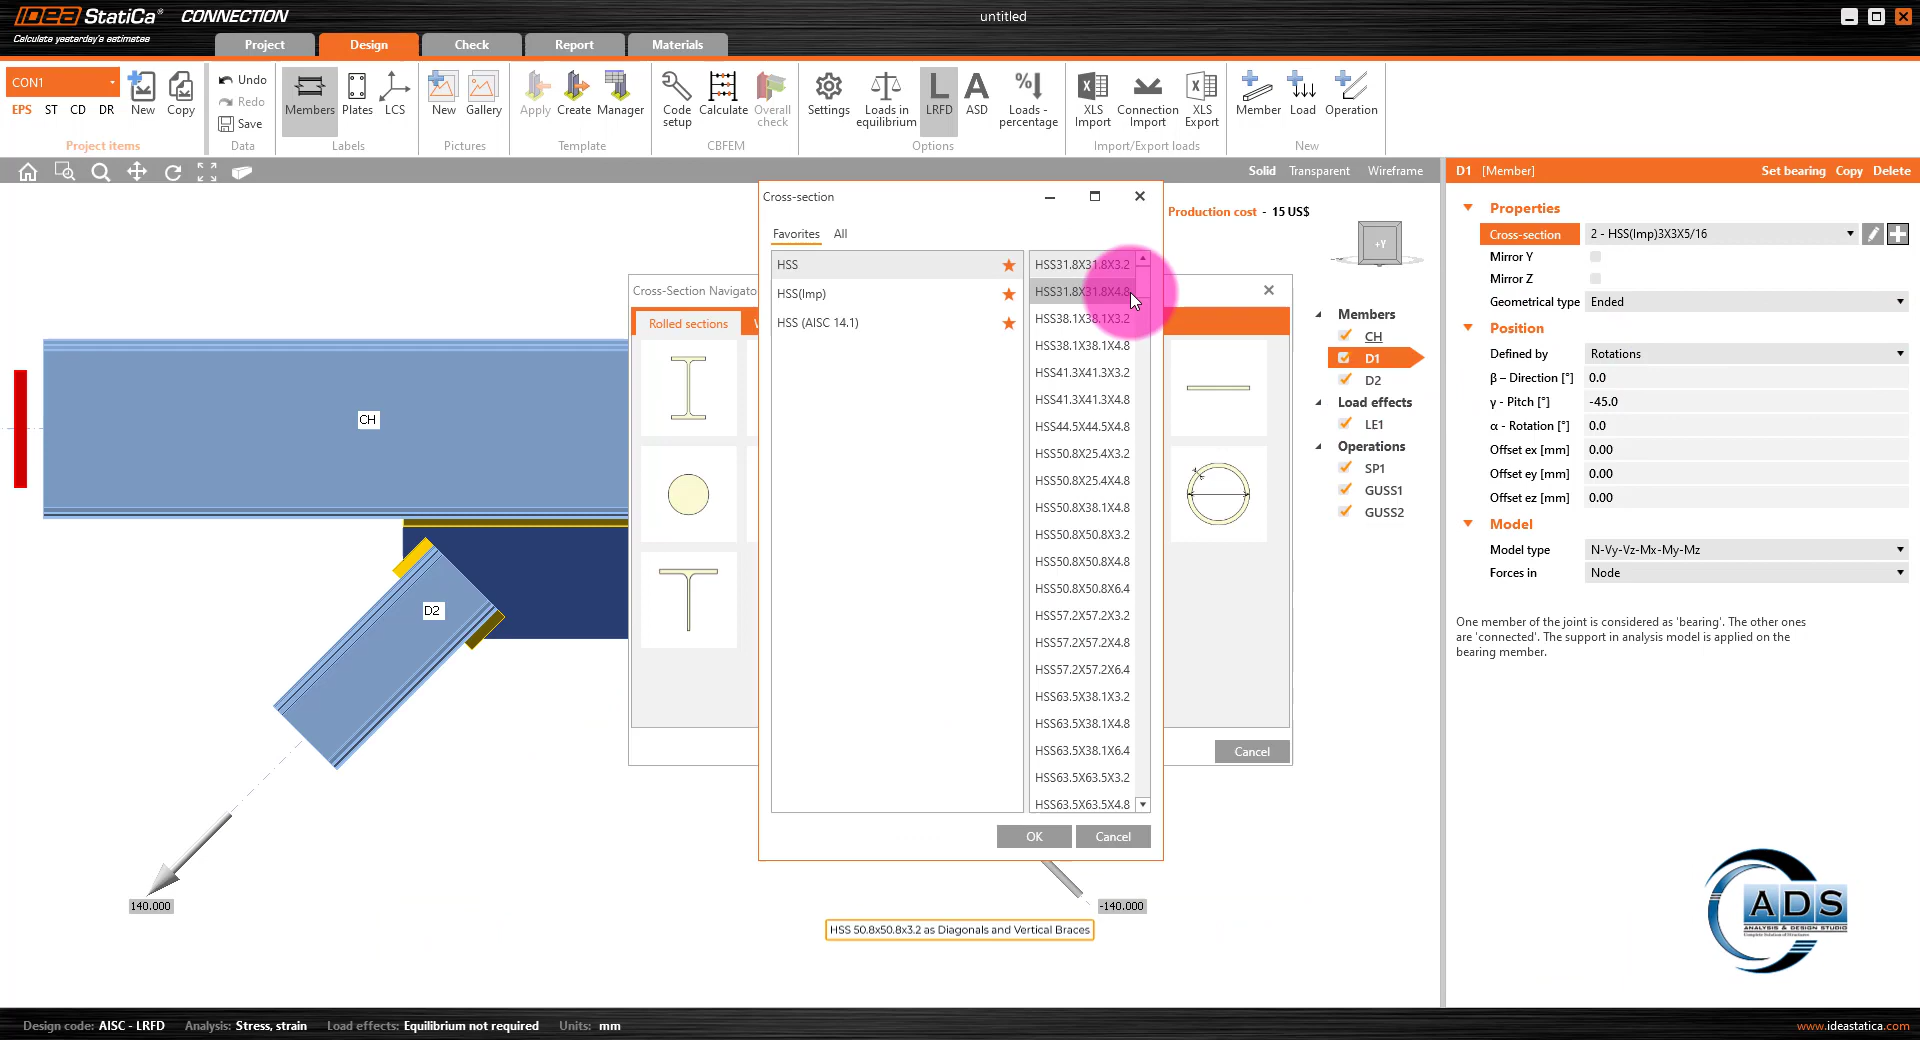 IDEA StatiCa® CONNECTION
Calculate yesterday's estimates
untitled
Project
Design
Check
Report
Materials
CON1
EPS ST CD DR
New
Copy
Undo
Redo
Save
Members
Plates
LCS
New
Gallery
Apply
Create
Manager
Code setup
Calculate
Overall check
Settings
Loads in equilibrium
LRFD
ASD
Loads - percentage
XLS Import
Connection Import
XLS Export
Member
Load
Operation
Project items
Data
Labels
Pictures
Template
CBFEM
Options
Import/Export loads
New
Solid Transparent Wireframe
D1 [Member]
Set bearing Copy Delete
Production cost - 15 US$
+Y
Cross-section
Favorites All
HSS
HSS(Imp)
HSS (AISC 14.1)
HSS31.8X31.8X3.2
HSS31.8X31.8X4.8
HSS38.1X38.1X3.2
HSS38.1X38.1X4.8
HSS41.3X41.3X3.2
HSS41.3X41.3X4.8
HSS44.5X44.5X4.8
HSS50.8X25.4X3.2
HSS50.8X25.4X4.8
HSS50.8X38.1X4.8
HSS50.8X50.8X3.2
HSS50.8X50.8X4.8
HSS50.8X50.8X6.4
HSS57.2X57.2X3.2
HSS57.2X57.2X4.8
HSS57.2X57.2X6.4
HSS63.5X38.1X3.2
HSS63.5X38.1X4.8
HSS63.5X38.1X6.4
HSS63.5X63.5X3.2
HSS63.5X63.5X4.8
OK
Cancel
Cross-Section Navigato
Rolled sections
Cancel
CH
D2
140.000
-140.000
HSS 50.8x50.8x3.2 as Diagonals and Vertical Braces
Members
CH
D1
D2
Load effects
LE1
Operations
SP1
GUSS1
GUSS2
Properties
Cross-section 2 - HSS(Imp)3X3X5/16
Mirror Y
Mirror Z
Geometrical type Ended
Position
Defined by Rotations
β – Direction [°] 0.0
γ - Pitch [°] -45.0
α - Rotation [°] 0.0
Offset ex [mm] 0.00
Offset ey [mm] 0.00
Offset ez [mm] 0.00
Model
Model type N-Vy-Vz-Mx-My-Mz
Forces in Node
One member of the joint is considered as 'bearing'. The other ones
are 'connected'. The support in analysis model is applied on the
bearing member.
ADS
ANALYSIS & DESIGN STUDIO
Complete Solution of Structures
Design code: AISC - LRFD Analysis: Stress, strain Load effects: Equilibrium not required Units: mm
www.ideastatica.com